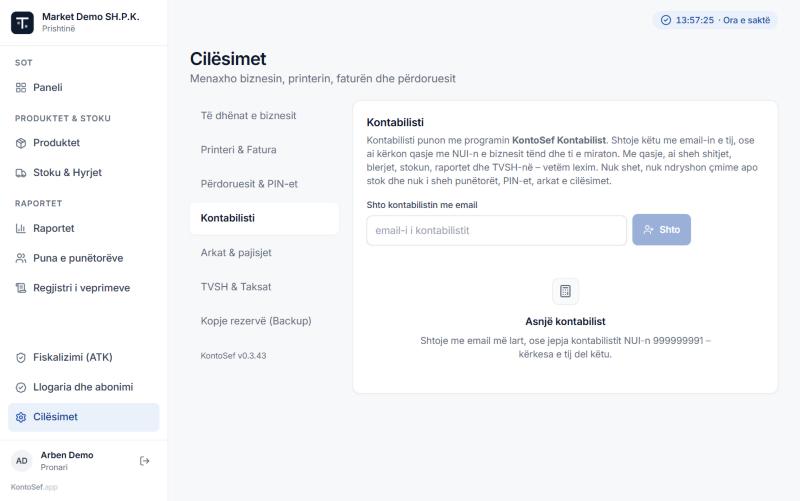 Market Demo SH.P.K.
Prishtinë
SOT
Paneli
PRODUKTET & STOKU
Produktet
Stoku & Hyrjet
RAPORTET
Raportet
Puna e punëtorëve
Regjistri i veprimeve
Fiskalizimi (ATK)
Llogaria dhe abonimi
Cilësimet
AD
Arben Demo
Pronari
KontoSef.app
13:57:25 · Ora e saktë
Cilësimet
Menaxho biznesin, printerin, faturën dhe përdoruesit
Të dhënat e biznesit
Printeri & Fatura
Përdoruesit & PIN-et
Kontabilisti
Arkat & pajisjet
TVSH & Taksat
Kopje rezervë (Backup)
KontoSef v0.3.43
Kontabilisti
Kontabilisti punon me programin KontoSef Kontabilist. Shtoje këtu me email-in e tij, ose
ai kërkon qasje me NUI-n e biznesit tënd dhe ti e miraton. Me qasje, ai sheh shitjet,
blerjet, stokun, raportet dhe TVSH-në – vetëm lexim. Nuk shet, nuk ndryshon çmime apo
stok dhe nuk i sheh punëtorët, PIN-et, arkat e cilësimet.
Shto kontabilistin me email
email-i i kontabilistit
Shto
Asnjë kontabilist
Shtoje me email më lart, ose jepja kontabilistit NUI-n 999999991 –
kërkesa e tij del këtu.